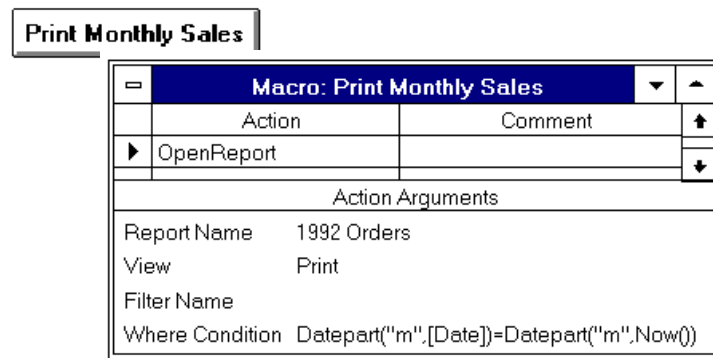 Print Monthly Sales
Macro: Print Monthly Sales
Action Comment
OpenReport
Action Arguments
Report Name 1992 Orders
View Print
Filter Name
Where Condition Datepart("m",[Date])=Datepart("m",Now())